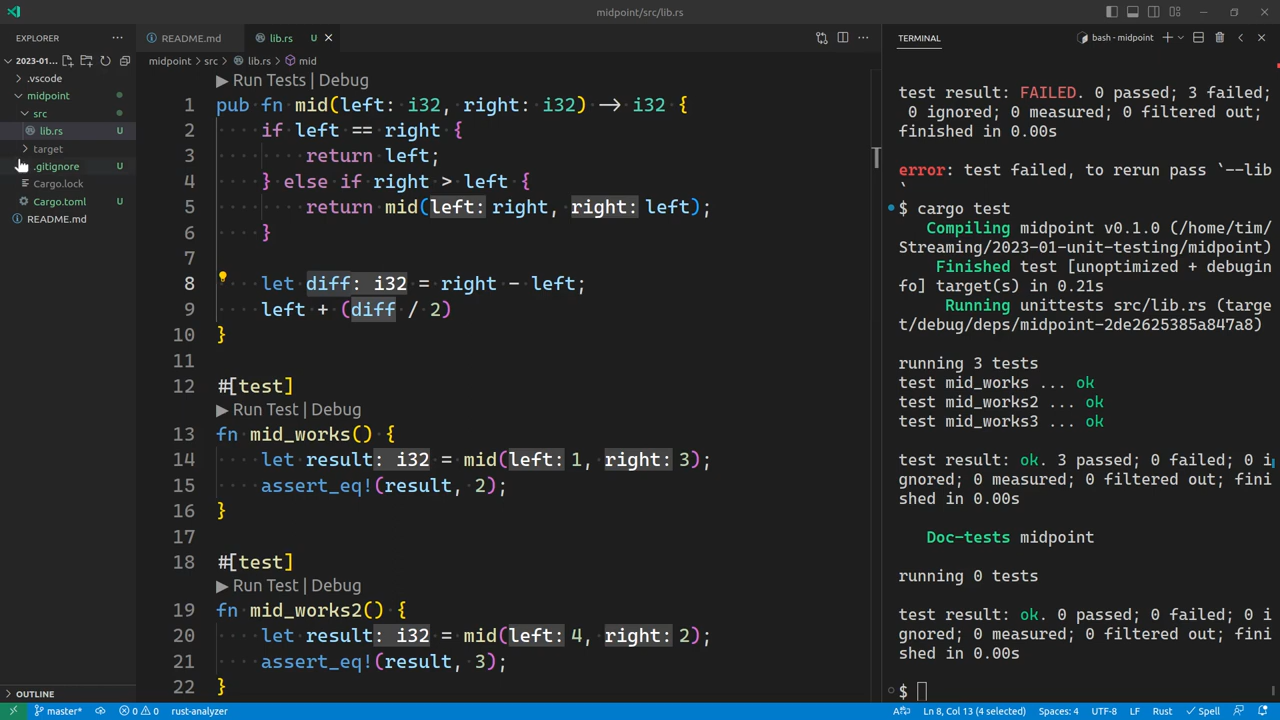 midpoint/src/lib.rs
EXPLORER
2023-01...
.vscode
midpoint
src
lib.rs U
target
.gitignore U
Cargo.lock
Cargo.toml U
README.md
OUTLINE
README.md
lib.rs U
midpoint > src > lib.rs > mid
Run Tests | Debug
1 pub fn mid(left: i32, right: i32) -> i32 {
2 if left == right {
3 return left;
4 } else if right > left {
5 return mid(left: right, right: left);
6 }
7
8 let diff: i32 = right - left;
9 left + (diff / 2)
10 }
11
12 #[test]
Run Test | Debug
13 fn mid_works() {
14 let result: i32 = mid(left: 1, right: 3);
15 assert_eq!(result, 2);
16 }
17
18 #[test]
Run Test | Debug
19 fn mid_works2() {
20 let result: i32 = mid(left: 4, right: 2);
21 assert_eq!(result, 3);
22 }
TERMINAL
bash - midpoint
test result: FAILED. 0 passed; 3 failed;
0 ignored; 0 measured; 0 filtered out;
finished in 0.00s
error: test failed, to rerun pass `--lib
`
$ cargo test
Compiling midpoint v0.1.0 (/home/tim/
Streaming/2023-01-unit-testing/midpoint)
Finished test [unoptimized + debugin
fo] target(s) in 0.21s
Running unittests src/lib.rs (targe
t/debug/deps/midpoint-2de2625385a847a8)
running 3 tests
test mid_works ... ok
test mid_works2 ... ok
test mid_works3 ... ok
test result: ok. 3 passed; 0 failed; 0 i
gnored; 0 measured; 0 filtered out; fini
shed in 0.00s
Doc-tests midpoint
running 0 tests
test result: ok. 0 passed; 0 failed; 0 i
gnored; 0 measured; 0 filtered out; fini
shed in 0.00s
$
master*
0 0
rust-analyzer
Ln 8, Col 13 (4 selected)
Spaces: 4
UTF-8
LF
Rust
Spell